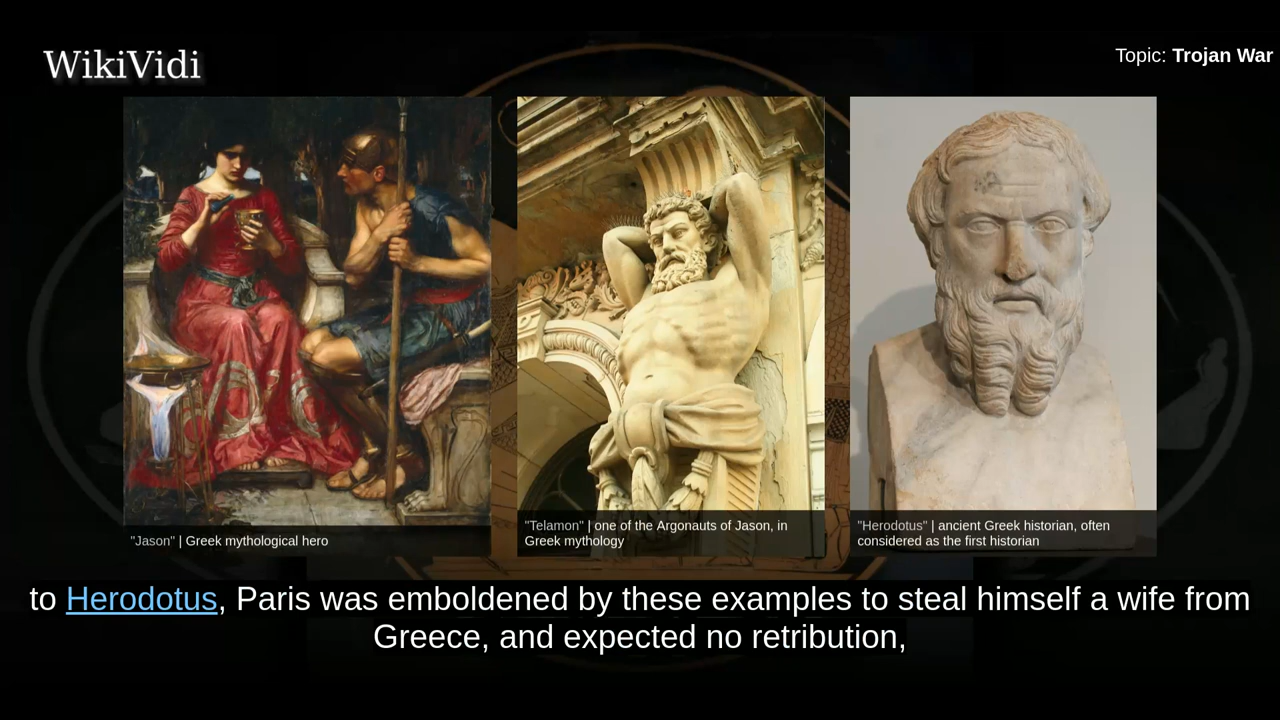 WikiVidi
Topic: Trojan War
"Jason" | Greek mythological hero
"Telamon" | one of the Argonauts of Jason, in
Greek mythology
"Herodotus" | ancient Greek historian, often
considered as the first historian
to Herodotus, Paris was emboldened by these examples to steal himself a wife from
Greece, and expected no retribution,